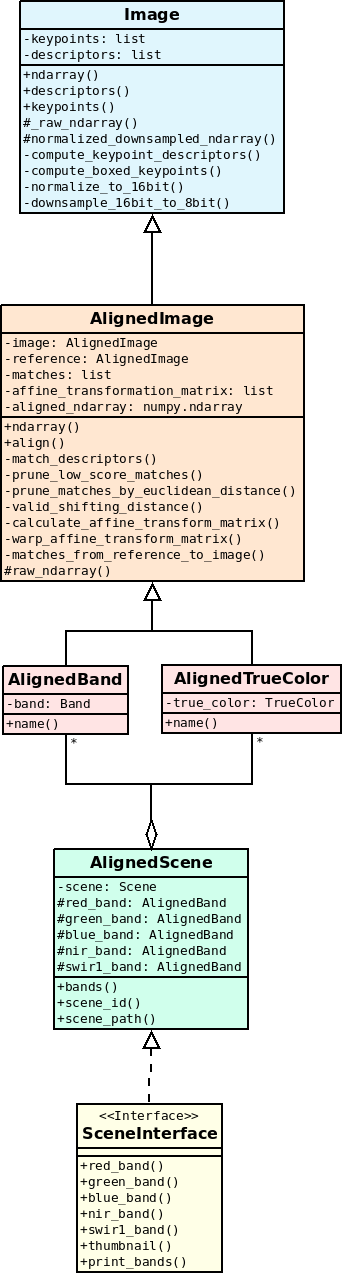 Image
-keypoints: list
-descriptors: list
+ndarray()
+descriptors()
+keypoints()
#_raw_ndarray()
#normalized_downsampled_ndarray()
-compute_keypoint_descriptors()
-compute_boxed_keypoints()
-normalize_to_16bit()
-downsample_16bit_to_8bit()
AlignedImage
-image: AlignedImage
-reference: AlignedImage
-matches: list
-affine_transformation_matrix: list
-aligned_ndarray: numpy.ndarray
+ndarray()
+align()
-match_descriptors()
-prune_low_score_matches()
-prune_matches_by_euclidean_distance()
-valid_shifting_distance()
-calculate_affine_transform_matrix()
-warp_affine_transform_matrix()
-matches_from_reference_to_image()
#raw_ndarray()
AlignedBand
-band: Band
+name()
*
AlignedTrueColor
-true_color: TrueColor
+name()
*
AlignedScene
-scene: Scene
#red_band: AlignedBand
#green_band: AlignedBand
#blue_band: AlignedBand
#nir_band: AlignedBand
#swir1_band: AlignedBand
+bands()
+scene_id()
+scene_path()
<<Interface>>
SceneInterface
+red_band()
+green_band()
+blue_band()
+nir_band()
+swir1_band()
+thumbnail()
+print_bands()